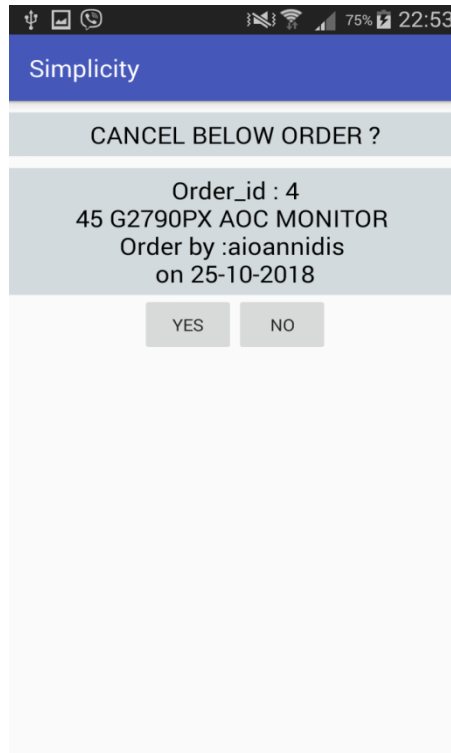 75% 22:53
Simplicity
CANCEL BELOW ORDER ?
Order_id : 4
45 G2790PX AOC MONITOR
Order by :aioannidis
on 25-10-2018
YES NO